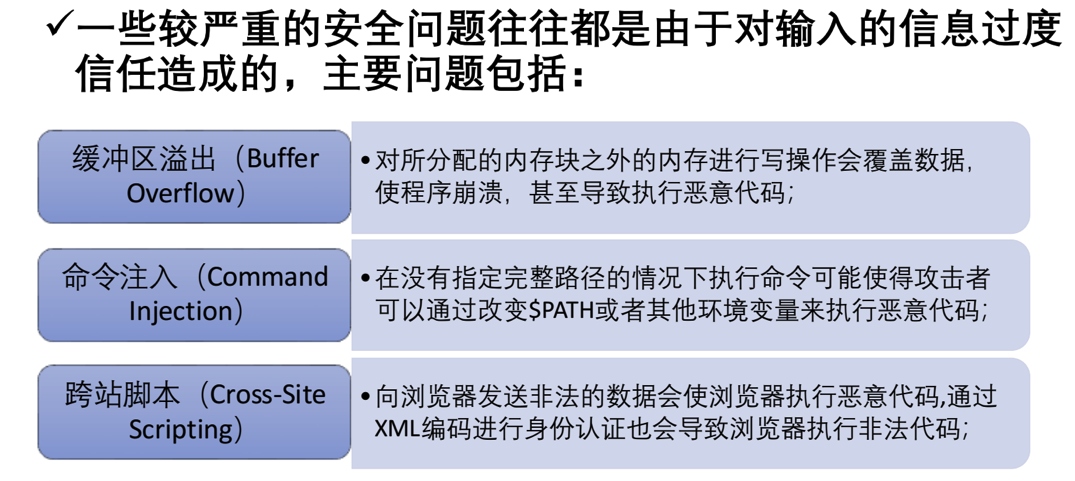 ✓一些较严重的安全问题往往都是由于对输入的信息过度
信任造成的，主要问题包括：
缓冲区溢出（Buffer
Overflow）
•对所分配的内存块之外的内存进行写操作会覆盖数据，
使程序崩溃，甚至导致执行恶意代码；
命令注入（Command
Injection）
•在没有指定完整路径的情况下执行命令可能使得攻击者
可以通过改变$PATH或者其他环境变量来执行恶意代码；
跨站脚本（Cross-Site
Scripting）
•向浏览器发送非法的数据会使浏览器执行恶意代码,通过
XML编码进行身份认证也会导致浏览器执行非法代码；